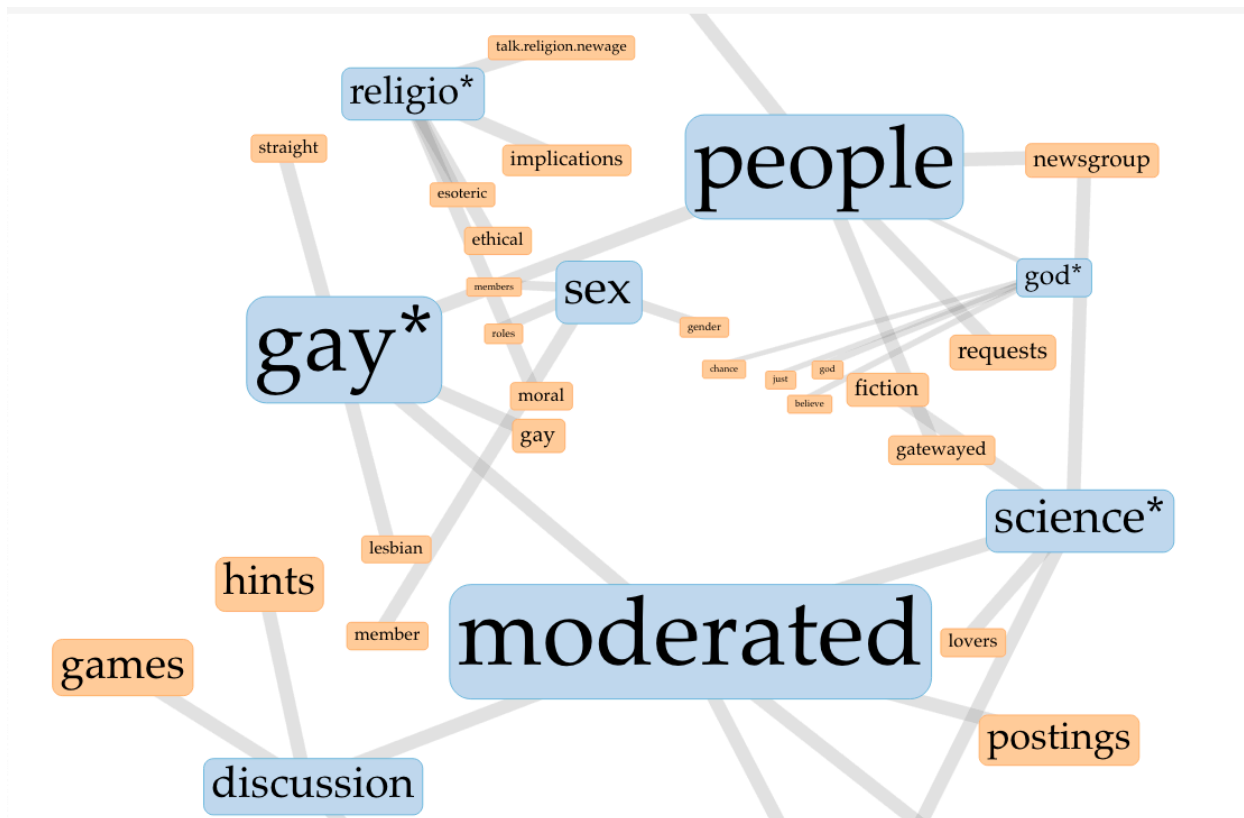 talk.religion.newage
religio*
people
straight
implications
newsgroup
esoteric
ethical
members
sex
god*
gay*
roles
gender
requests
chance
just
god
believe
fiction
moral
gay
gatewayed
science*
lesbian
hints
member
moderated
lovers
games
postings
discussion